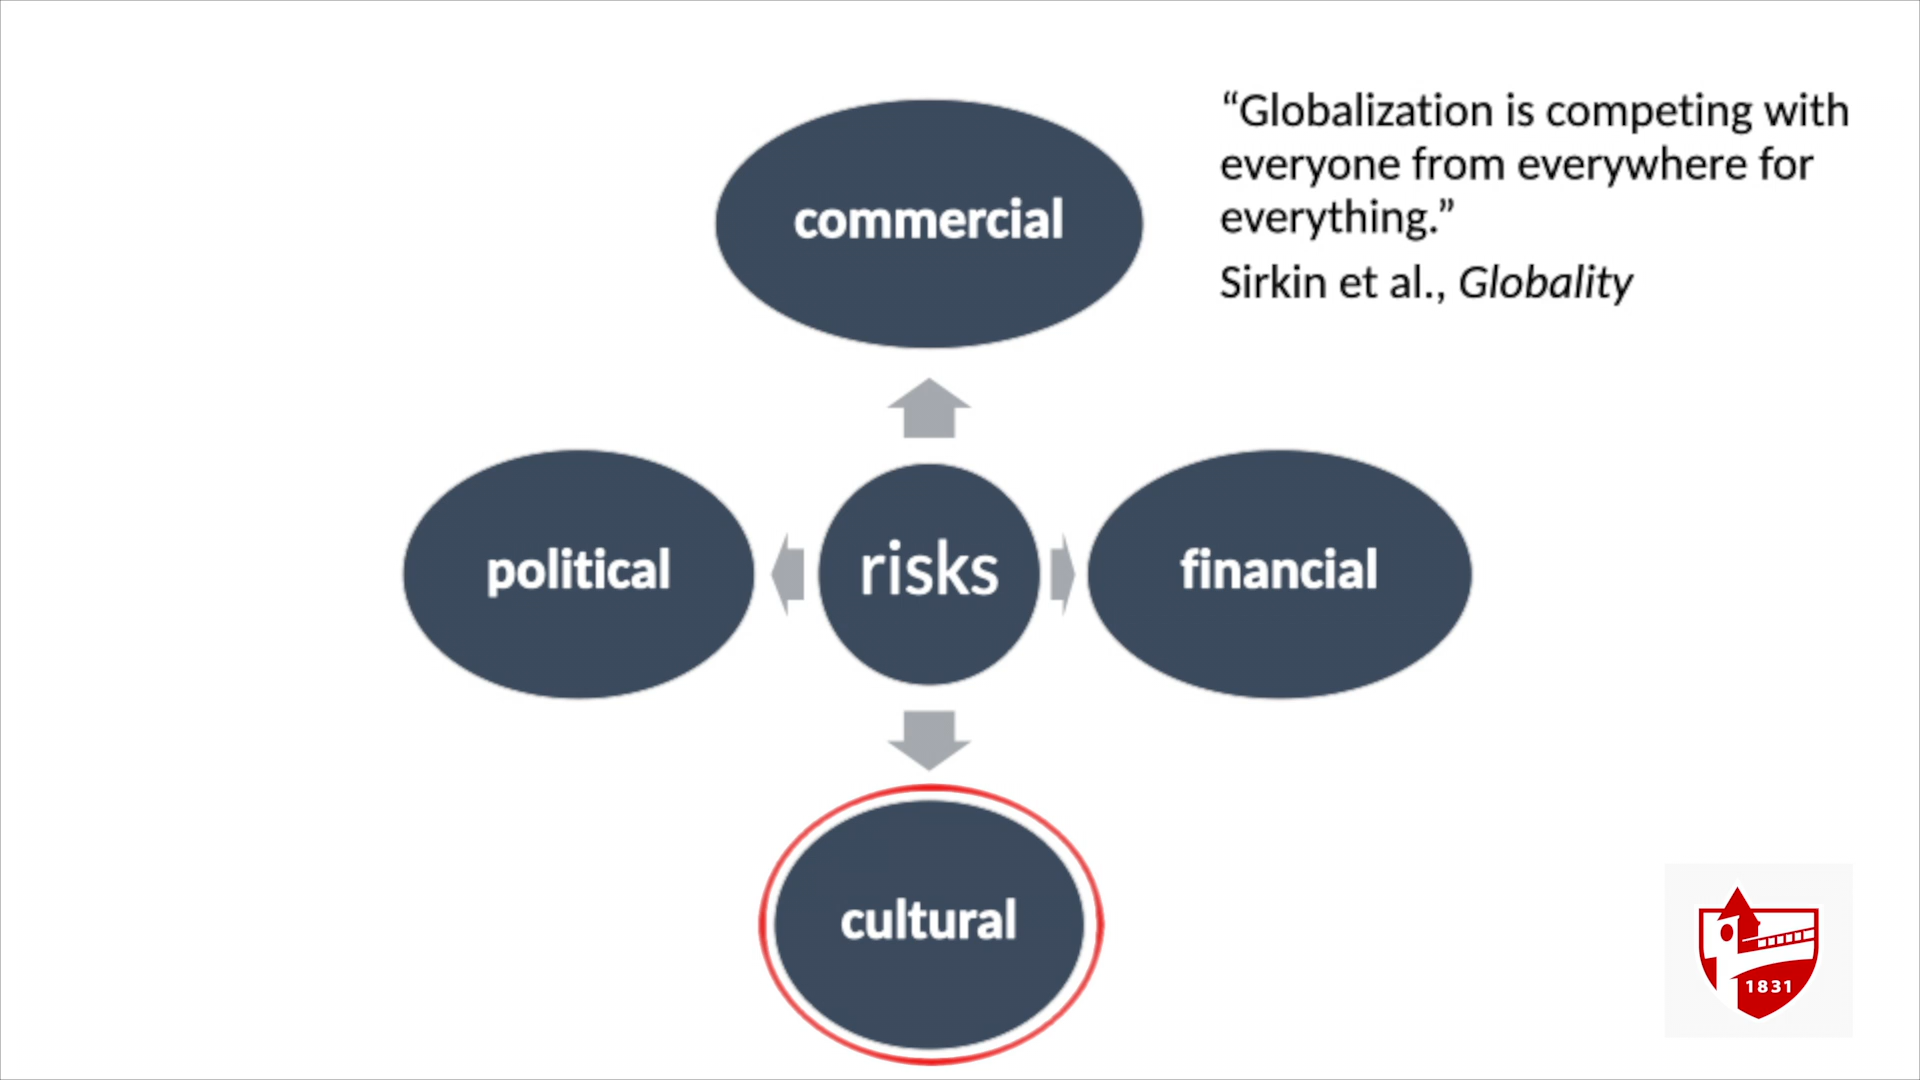 “Globalization is competing with
everyone from everywhere for
everything.”
Sirkin et al., Globality
commercial
political
risks
financial
cultural
1831